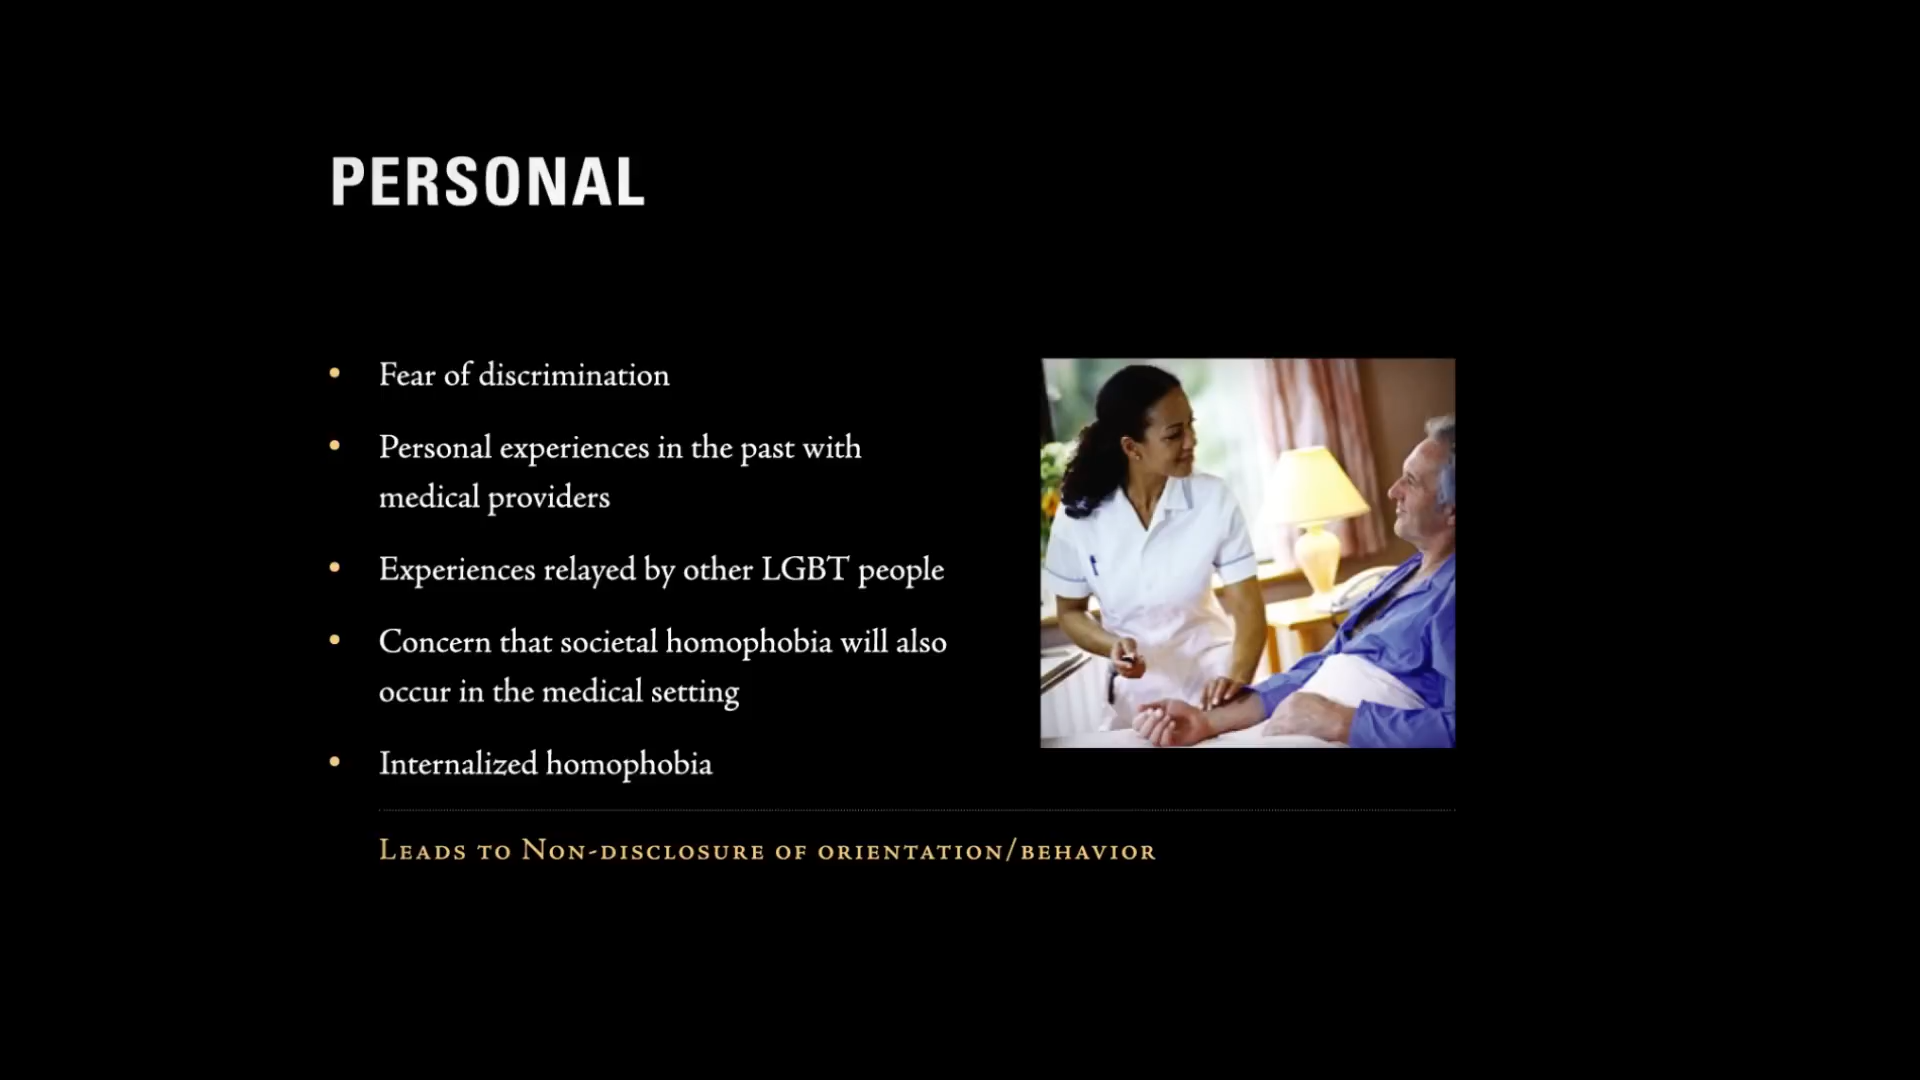 PERSONAL
• Fear of discrimination
• Personal experiences in the past with
medical providers
• Experiences relayed by other LGBT people
• Concern that societal homophobia will also
occur in the medical setting
• Internalized homophobia
Leads to Non-disclosure of orientation/behavior